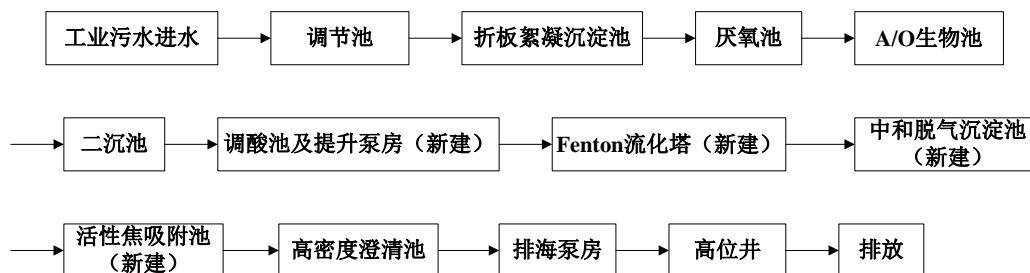 工业污水进水
调节池
折板絮凝沉淀池
厌氧池
A/O生物池
二沉池
调酸池及提升泵房（新建）
Fenton流化塔（新建）
中和脱气沉淀池
（新建）
活性焦吸附池
（新建）
高密度澄清池
排海泵房
高位井
排放